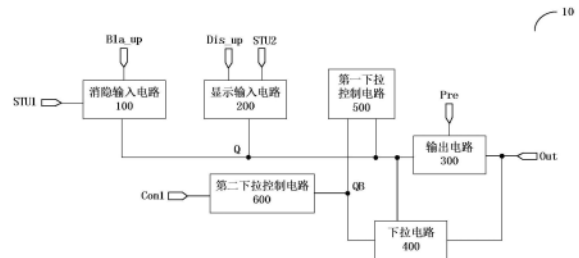 10
Bla_up
Dis_up STU2
STU1
消隐输入电路
100
显示输入电路
200
第一下拉
控制电路
500
Pre
Q
输出电路
300
Out
Con1
第二下拉控制电路
600
QB
下拉电路
400